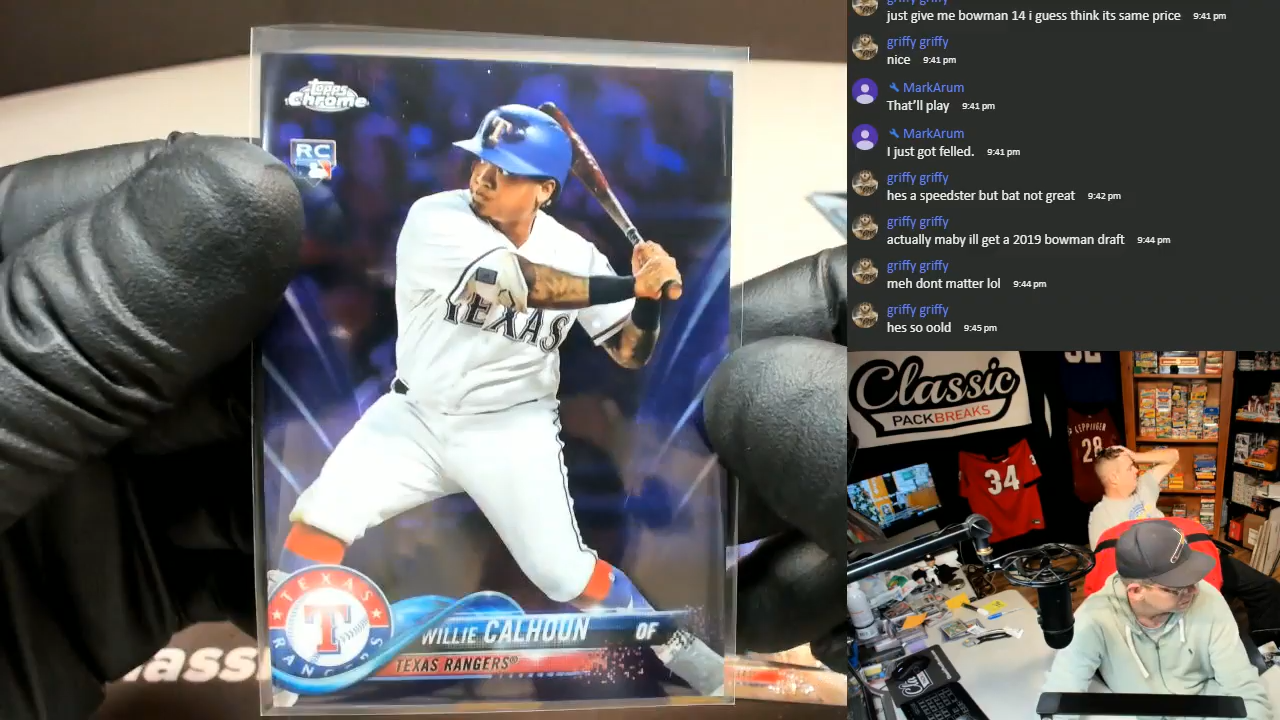 Topps
Chrome
RC
T
TEXAS
TEXAS
T
RANGERS
WILLIE CALHOUN OF
TEXAS RANGERS®
just give me bowman 14 i guess think its same price 9:41 pm
griffy griffy
nice 9:41 pm
MarkArum
That'll play 9:41 pm
MarkArum
I just got felled. 9:41 pm
griffy griffy
hes a speedster but bat not great 9:42 pm
griffy griffy
actually maby ill get a 2019 bowman draft 9:44 pm
griffy griffy
meh dont matter lol 9:44 pm
griffy griffy
hes so oold 9:45 pm
Classic
PACKBREAKS
34
LEPPINGER
28